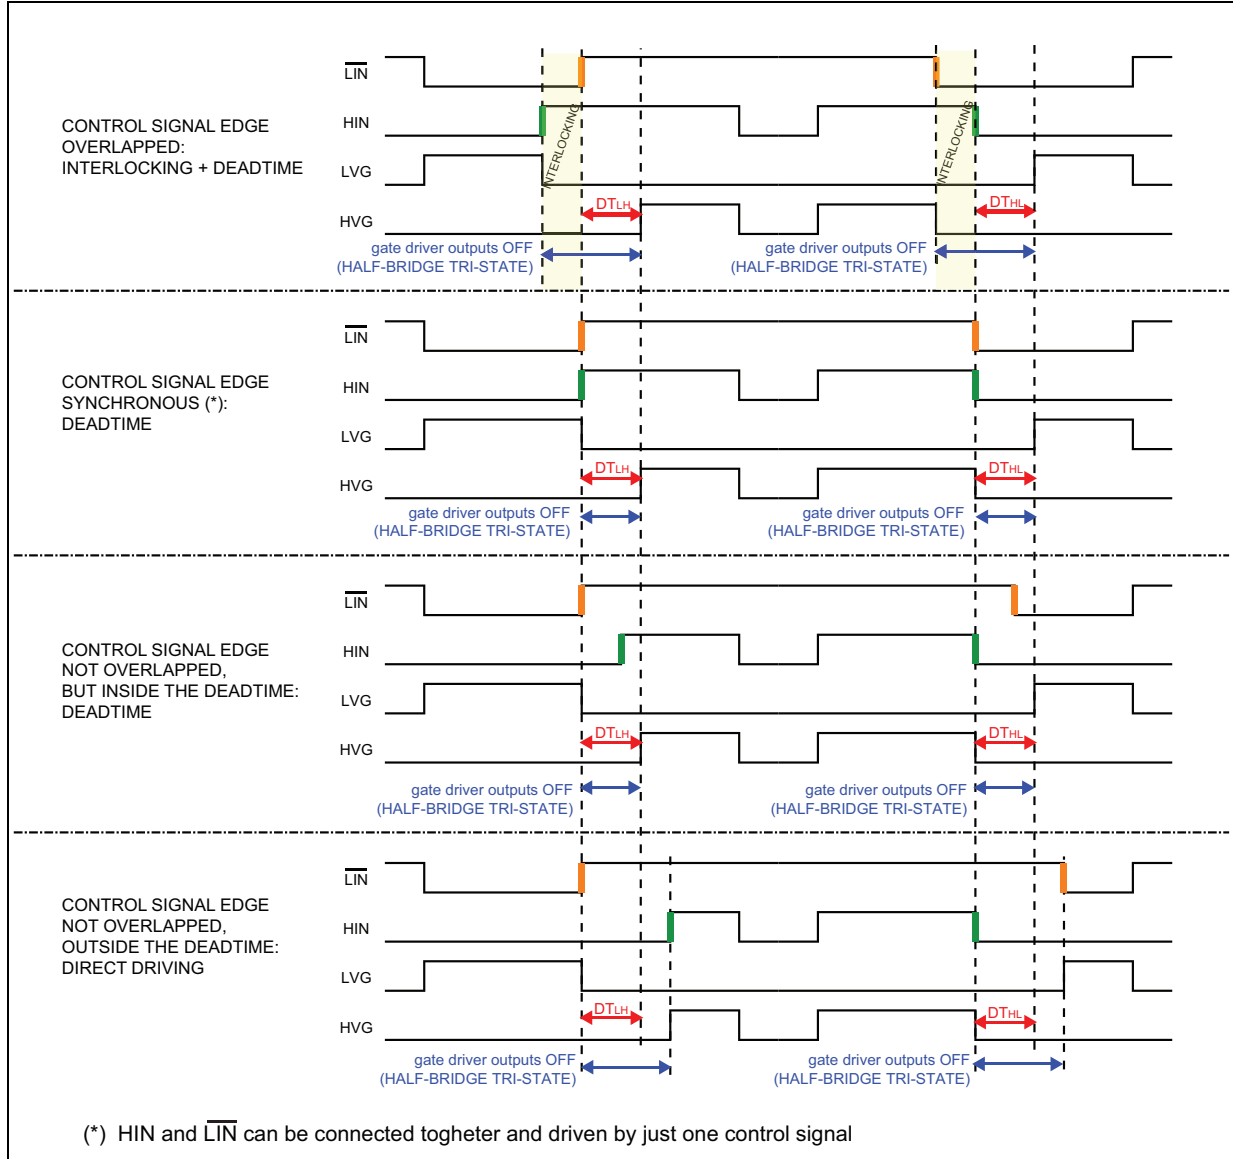 LIN
HIN
LVG
HVG
CONTROL SIGNAL EDGE
OVERLAPPED:
INTERLOCKING + DEADTIME
INTERLOCKING
INTERLOCKING
DTLH
DTHL
gate driver outputs OFF
(HALF-BRIDGE TRI-STATE)
gate driver outputs OFF
(HALF-BRIDGE TRI-STATE)
LIN
HIN
LVG
HVG
CONTROL SIGNAL EDGE
SYNCHRONOUS (*):
DEADTIME
DTLH
DTHL
gate driver outputs OFF
(HALF-BRIDGE TRI-STATE)
gate driver outputs OFF
(HALF-BRIDGE TRI-STATE)
LIN
HIN
LVG
HVG
CONTROL SIGNAL EDGE
NOT OVERLAPPED,
BUT INSIDE THE DEADTIME:
DEADTIME
DTLH
DTHL
gate driver outputs OFF
(HALF-BRIDGE TRI-STATE)
gate driver outputs OFF
(HALF-BRIDGE TRI-STATE)
LIN
HIN
LVG
HVG
CONTROL SIGNAL EDGE
NOT OVERLAPPED,
OUTSIDE THE DEADTIME:
DIRECT DRIVING
DTLH
DTHL
gate driver outputs OFF
(HALF-BRIDGE TRI-STATE)
gate driver outputs OFF
(HALF-BRIDGE TRI-STATE)
(*) HIN and LIN can be connected togheter and driven by just one control signal